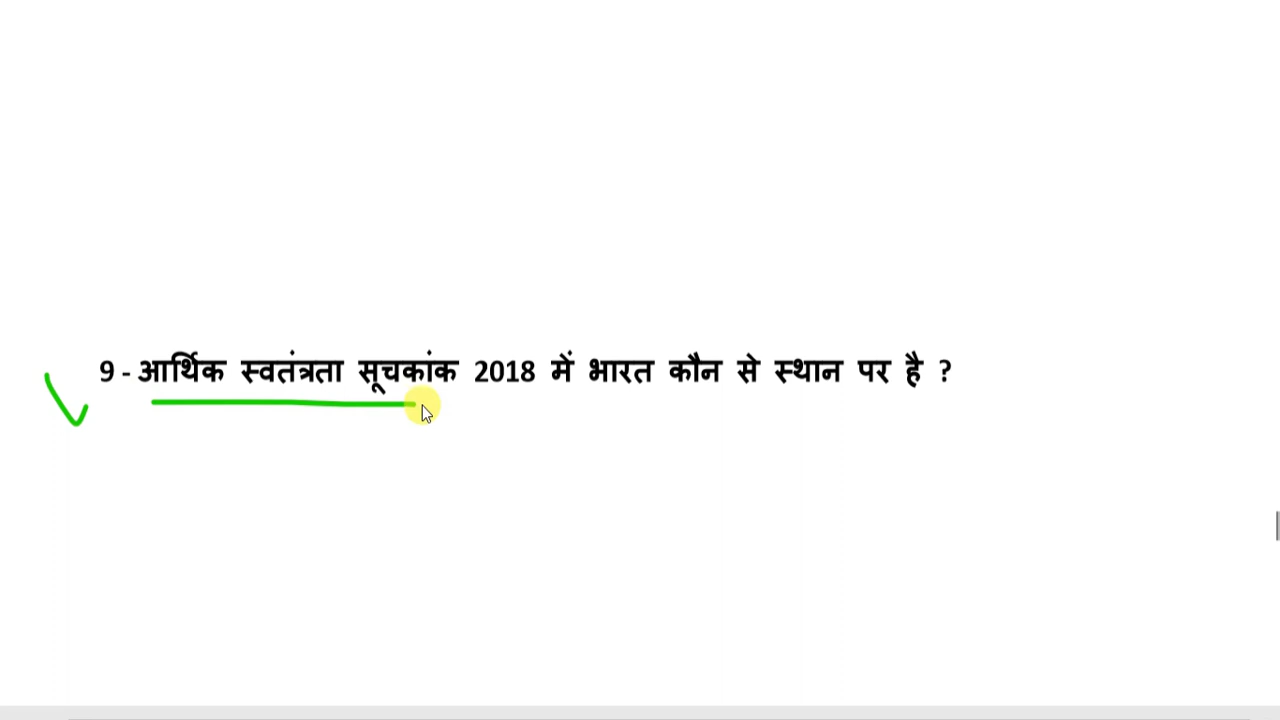 9 - आर्थिक स्वतंत्रता सूचकांक 2018 में भारत कौन से स्थान पर है ?